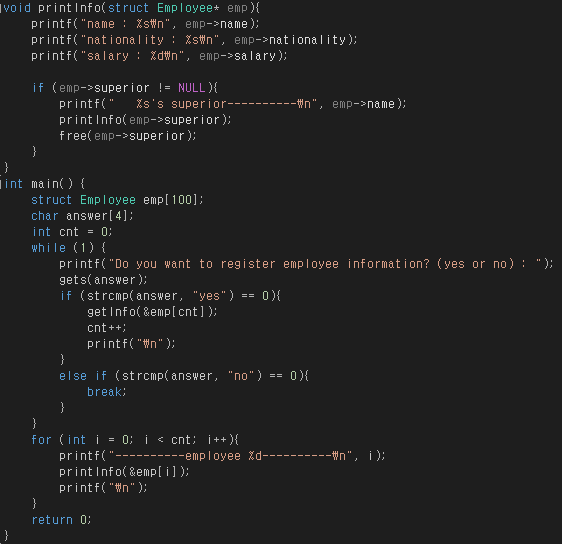 void printInfo(struct Employee* emp){
    printf("name : %s₩n", emp->name);
    printf("nationality : %s₩n", emp->nationality);
    printf("salary : %d₩n", emp->salary);

    if (emp->superior != NULL){
        printf("   %s's superior----------₩n", emp->name);
        printInfo(emp->superior);
        free(emp->superior);
    }
}
int main() {
    struct Employee emp[100];
    char answer[4];
    int cnt = 0;
    while (1) {
        printf("Do you want to register employee information? (yes or no) : ");
        gets(answer);
        if (strcmp(answer, "yes") == 0){
            getInfo(&emp[cnt]);
            cnt++;
            printf("₩n");
        }
        else if (strcmp(answer, "no") == 0){
            break;
        }
    }
    for (int i = 0; i < cnt; i++){
        printf("----------employee %d----------₩n", i);
        printInfo(&emp[i]);
        printf("₩n");
    }
    return 0;
}